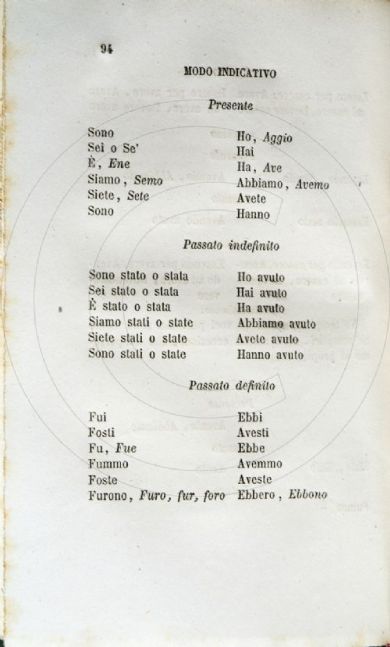 94
MODO INDICATIVO
Presente
Sono Ho, Aggio
Sei o Se' Hai
È, Ene Ha, Ave
Siamo, Semo Abbiamo, Avemo
Siete, Sete Avete
Sono Hanno
Passato indefinito
Sono stato o stata Ho avuto
Sei stato o stata Hai avuto
È stato o stata Ha avuto
Siamo stati o state Abbiamo avuto
Siete stati o state Avete avuto
Sono stati o state Hanno avuto
Passato definito
Fui Ebbi
Fosti Avesti
Fu, Fue Ebbe
Fummo Avemmo
Foste Aveste
Furono, Furo, fur, foro Ebbero, Ebbono